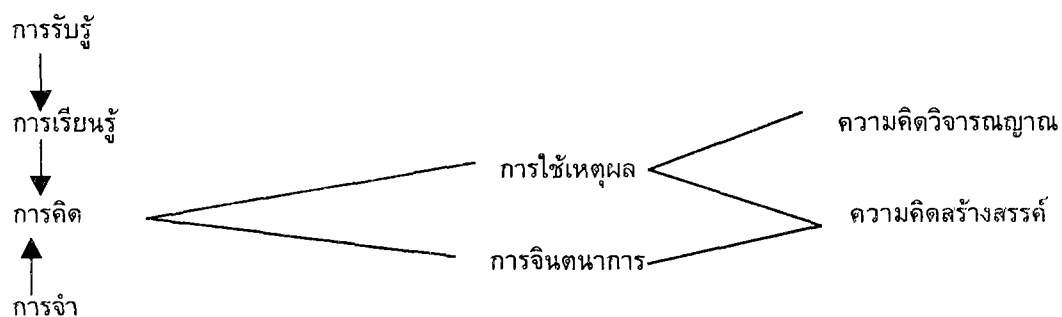 การรับรู้
การเรียนรู้
ความคิดวิจารณญาณ
การใช้เหตุผล
การคิด
ความคิดสร้างสรรค์
การจินตนาการ
การจำ